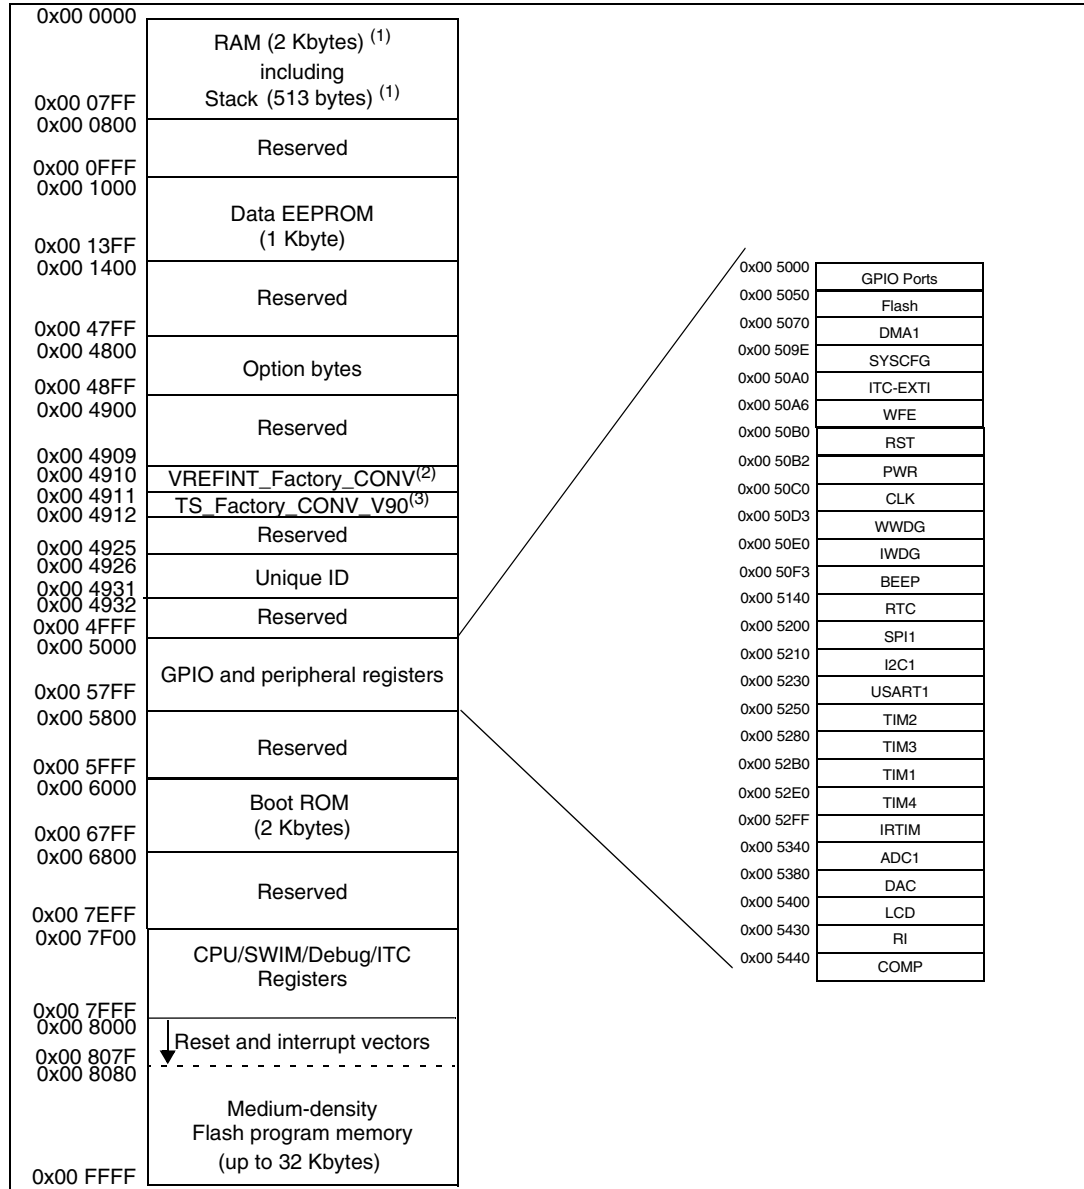 0x00 0000
RAM (2 Kbytes) (1)
including
Stack (513 bytes) (1)
0x00 07FF
0x00 0800
Reserved
0x00 0FFF
0x00 1000
Data EEPROM
(1 Kbyte)
0x00 13FF
0x00 1400
Reserved
0x00 47FF
0x00 4800
Option bytes
0x00 48FF
0x00 4900
Reserved
0x00 4909
0x00 4910
VREFINT_Factory_CONV(2)
0x00 4911
TS_Factory_CONV_V90(3)
0x00 4912
Reserved
0x00 4925
0x00 4926
Unique ID
0x00 4931
0x00 4932
Reserved
0x00 4FFF
0x00 5000
GPIO and peripheral registers
0x00 57FF
0x00 5800
Reserved
0x00 5FFF
0x00 6000
Boot ROM
(2 Kbytes)
0x00 67FF
0x00 6800
Reserved
0x00 7EFF
0x00 7F00
CPU/SWIM/Debug/ITC
Registers
0x00 7FFF
0x00 8000
Reset and interrupt vectors
0x00 807F
0x00 8080
Medium-density
Flash program memory
(up to 32 Kbytes)
0x00 FFFF
0x00 5000
GPIO Ports
0x00 5050
Flash
0x00 5070
DMA1
0x00 509E
SYSCFG
0x00 50A0
ITC-EXTI
0x00 50A6
WFE
0x00 50B0
RST
0x00 50B2
PWR
0x00 50C0
CLK
0x00 50D3
WWDG
0x00 50E0
IWDG
0x00 50F3
BEEP
0x00 5140
RTC
0x00 5200
SPI1
0x00 5210
I2C1
0x00 5230
USART1
0x00 5250
TIM2
0x00 5280
TIM3
0x00 52B0
TIM1
0x00 52E0
TIM4
0x00 52FF
IRTIM
0x00 5340
ADC1
0x00 5380
DAC
0x00 5400
LCD
0x00 5430
RI
0x00 5440
COMP